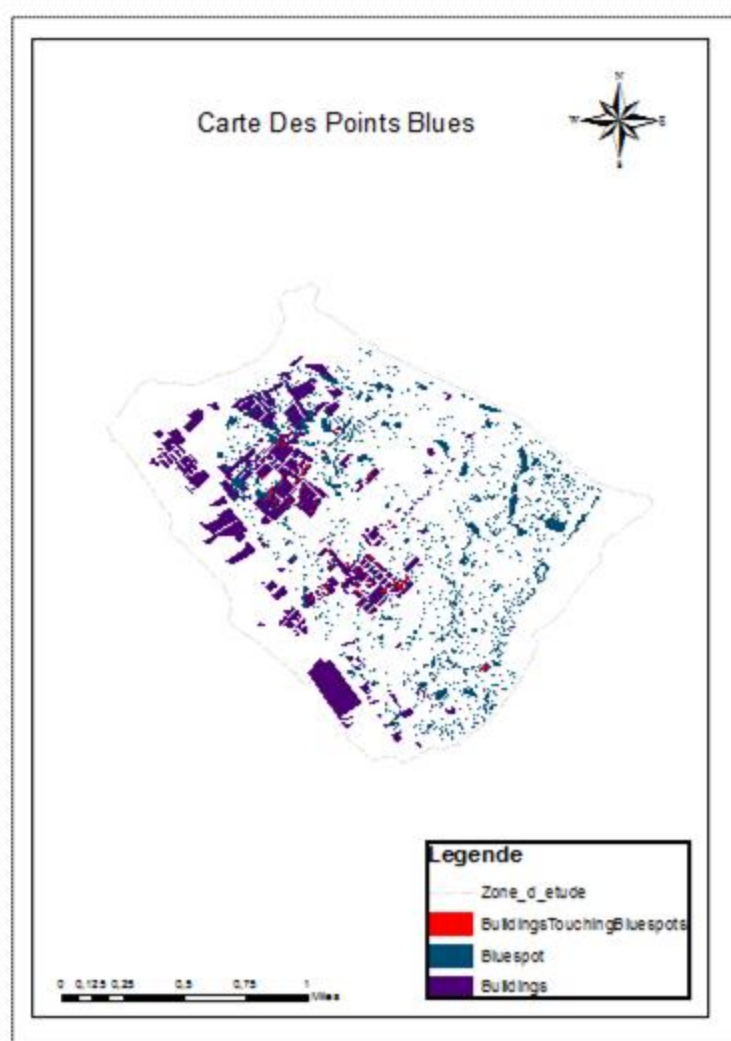 Carte Des Points Blues
N
W
E
S
Legende
Zone_d_etude
BuildingsTouchingBluespots
Bluespot
Buildings
0 0,125 0,25 0,5 0,75 1
Miles